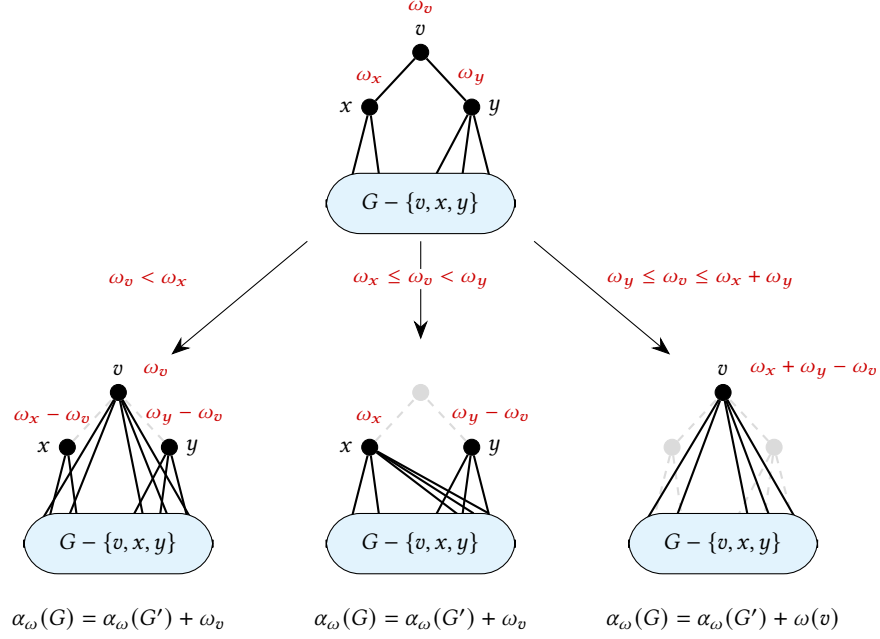 ω_v
v
ω_x ω_y
x y
G − {v, x, y}
ω_v < ω_x ω_x ≤ ω_v < ω_y ω_y ≤ ω_v ≤ ω_x + ω_y
v ω_v v ω_x + ω_y − ω_v
ω_x − ω_v ω_y − ω_v ω_x ω_y − ω_v
x y x y
G − {v, x, y} G − {v, x, y} G − {v, x, y}
α_ω(G) = α_ω(G′) + ω_v α_ω(G) = α_ω(G′) + ω_v α_ω(G) = α_ω(G′) + ω(v)